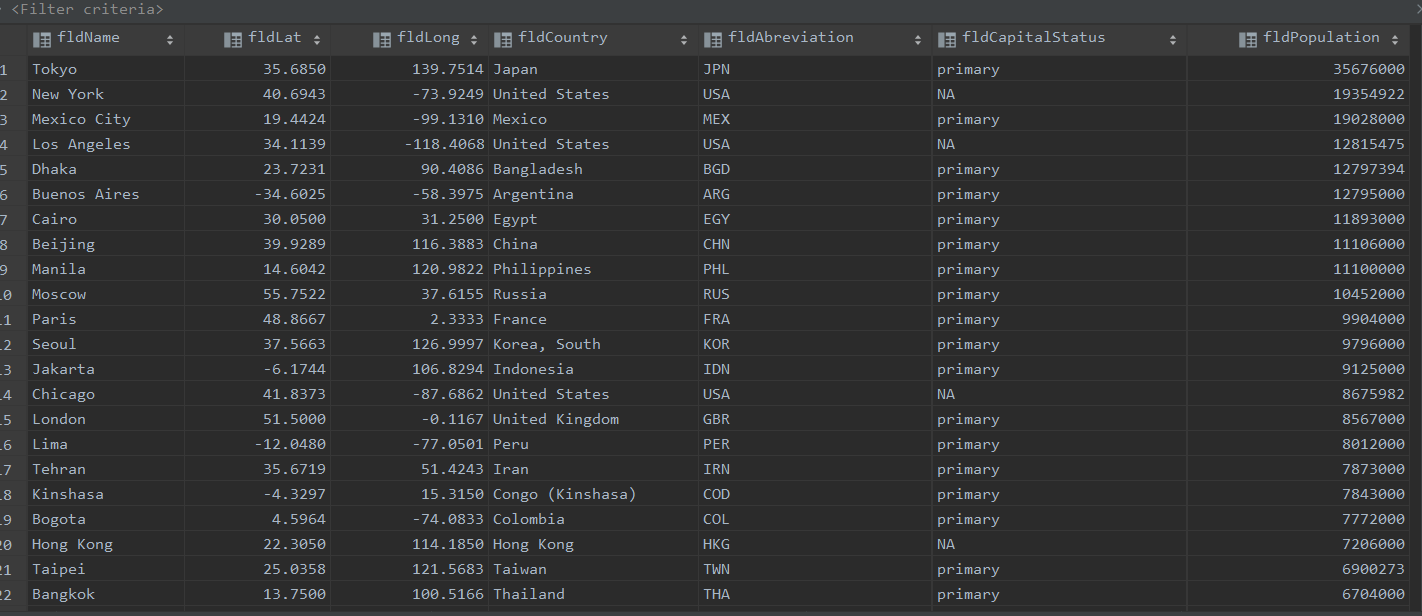 <Filter criteria>
fldName fldLat fldLong fldCountry fldAbreviation fldCapitalStatus fldPopulation
1 Tokyo 35.6850 139.7514 Japan JPN primary 35676000
2 New York 40.6943 -73.9249 United States USA NA 19354922
3 Mexico City 19.4424 -99.1310 Mexico MEX primary 19028000
4 Los Angeles 34.1139 -118.4068 United States USA NA 12815475
5 Dhaka 23.7231 90.4086 Bangladesh BGD primary 12797394
6 Buenos Aires -34.6025 -58.3975 Argentina ARG primary 12795000
7 Cairo 30.0500 31.2500 Egypt EGY primary 11893000
8 Beijing 39.9289 116.3883 China CHN primary 11106000
9 Manila 14.6042 120.9822 Philippines PHL primary 11100000
10 Moscow 55.7522 37.6155 Russia RUS primary 10452000
11 Paris 48.8667 2.3333 France FRA primary 9904000
12 Seoul 37.5663 126.9997 Korea, South KOR primary 9796000
13 Jakarta -6.1744 106.8294 Indonesia IDN primary 9125000
14 Chicago 41.8373 -87.6862 United States USA NA 8675982
15 London 51.5000 -0.1167 United Kingdom GBR primary 8567000
16 Lima -12.0480 -77.0501 Peru PER primary 8012000
17 Tehran 35.6719 51.4243 Iran IRN primary 7873000
18 Kinshasa -4.3297 15.3150 Congo (Kinshasa) COD primary 7843000
19 Bogota 4.5964 -74.0833 Colombia COL primary 7772000
20 Hong Kong 22.3050 114.1850 Hong Kong HKG NA 7206000
21 Taipei 25.0358 121.5683 Taiwan TWN primary 6900273
22 Bangkok 13.7500 100.5166 Thailand THA primary 6704000